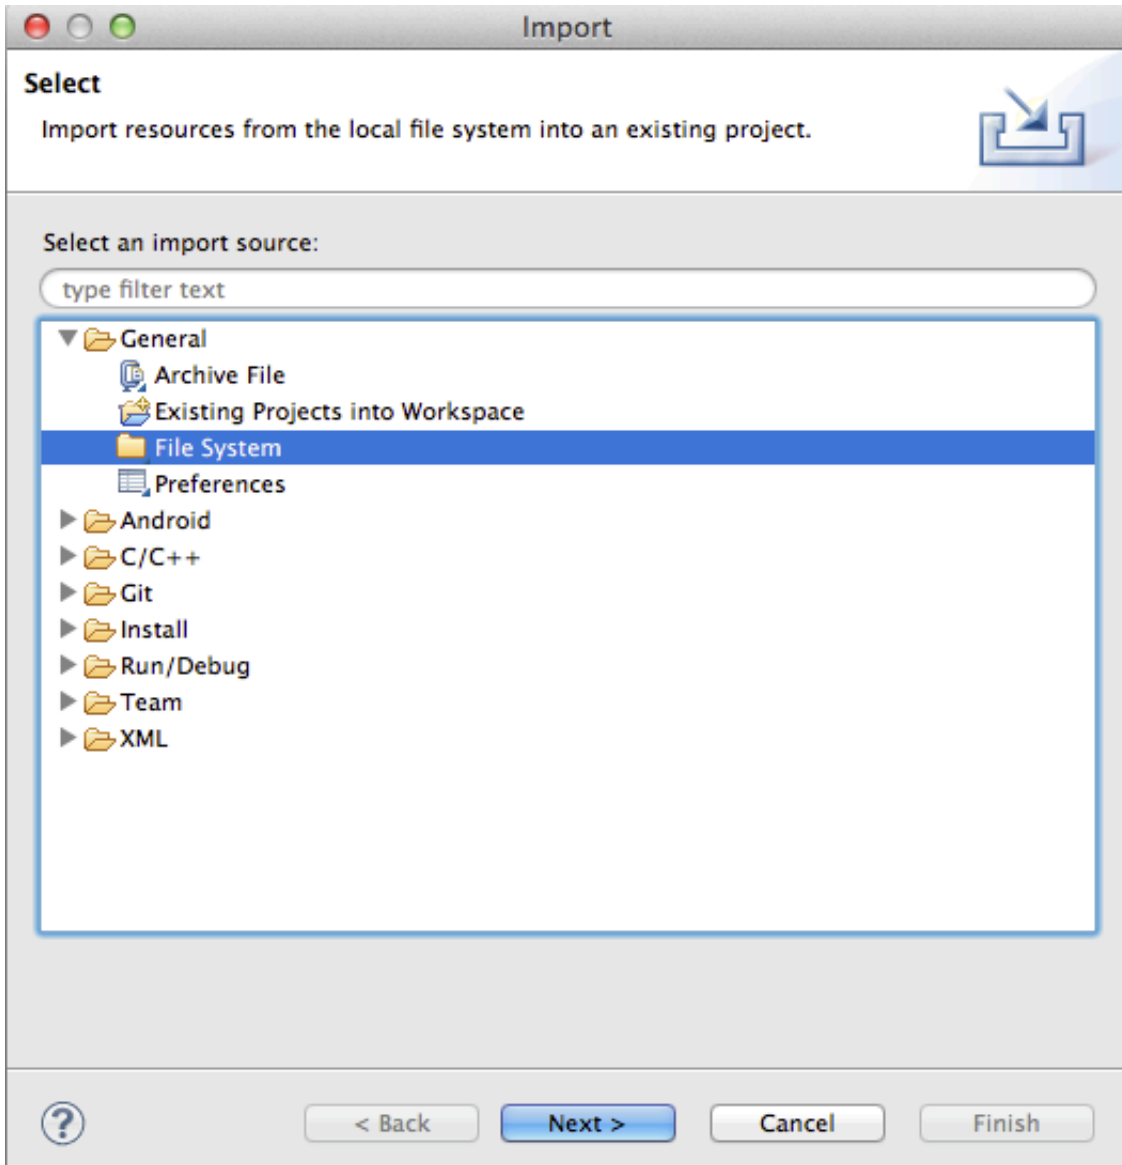 Import
Select
Import resources from the local file system into an existing project.
Select an import source:
type filter text
General
Archive File
Existing Projects into Workspace
File System
Preferences
Android
C/C++
Git
Install
Run/Debug
Team
XML
?
< Back
Next >
Cancel
Finish